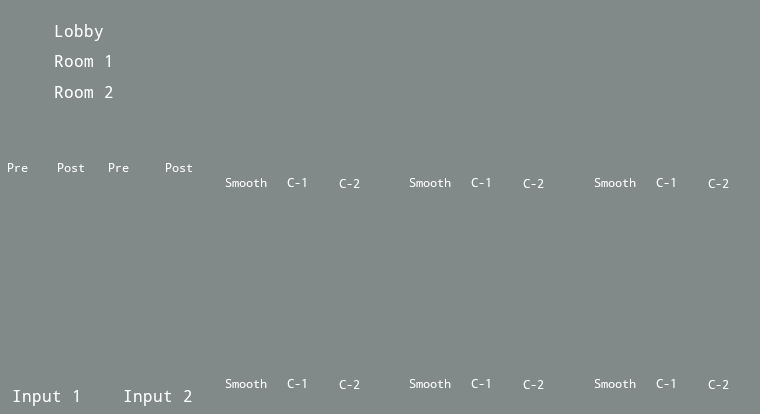 Lobby
Room 1
Room 2
Pre Post Pre Post
Smooth C-1 C-2 Smooth C-1 C-2 Smooth C-1 C-2
Smooth C-1 C-2 Smooth C-1 C-2 Smooth C-1 C-2
Input 1 Input 2